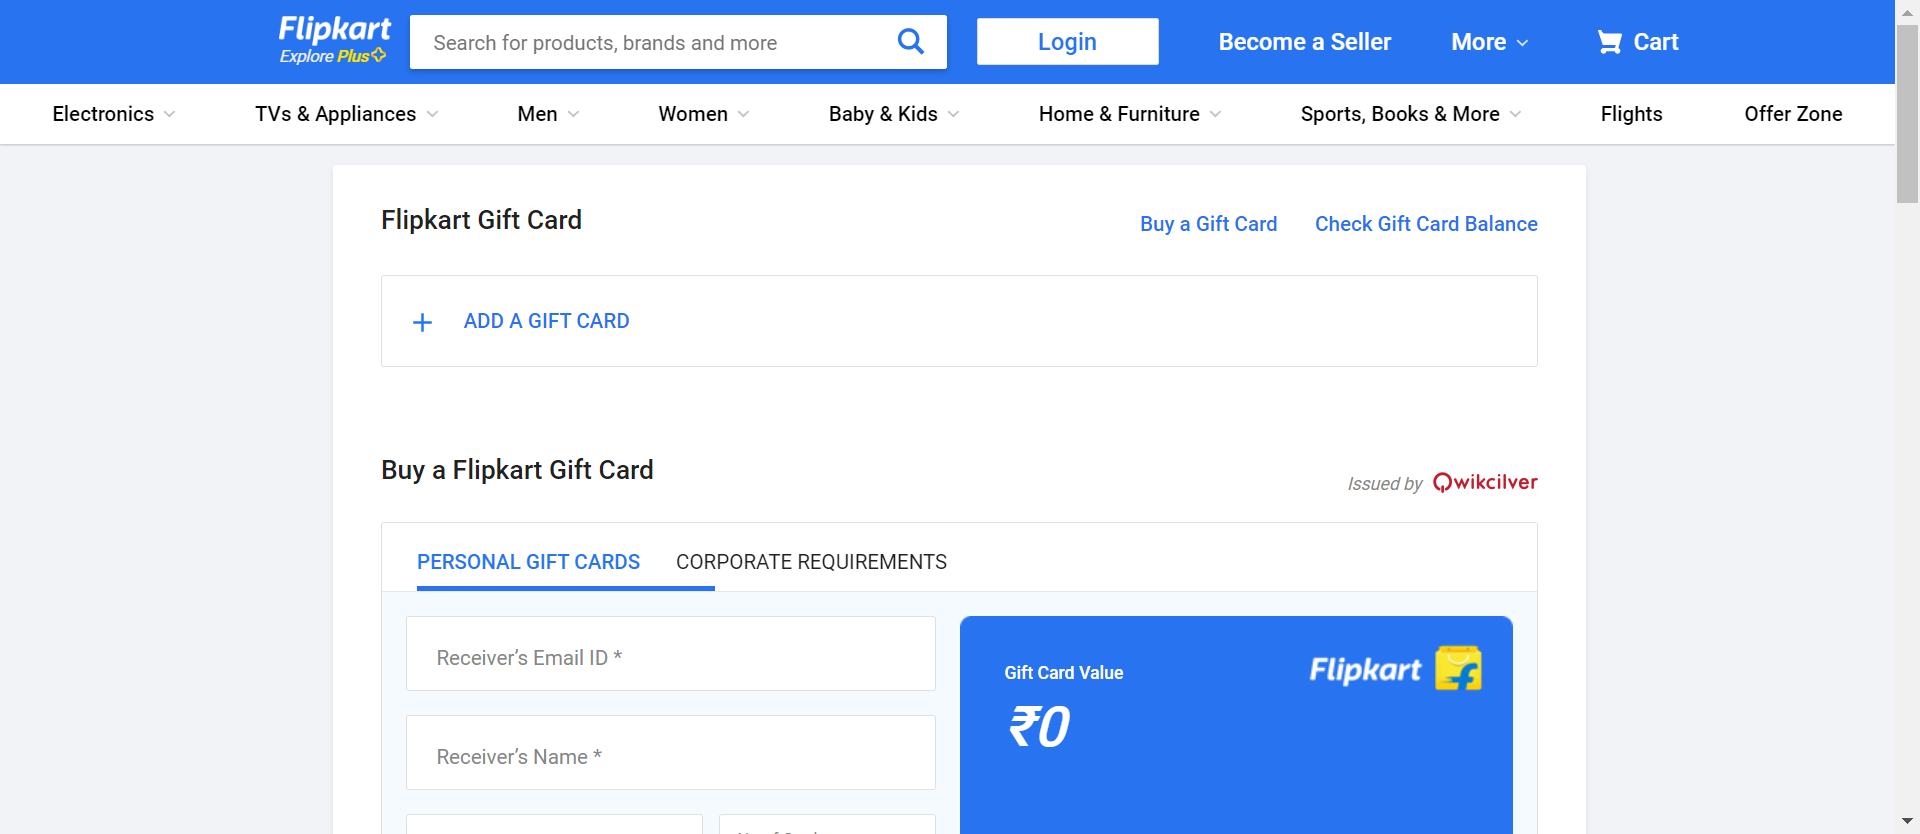 Flipkart
Explore Plus
Search for products, brands and more
Login
Become a Seller
More
Cart
Electronics
TVs & Appliances
Men
Women
Baby & Kids
Home & Furniture
Sports, Books & More
Flights
Offer Zone
Flipkart Gift Card
Buy a Gift Card
Check Gift Card Balance
+ ADD A GIFT CARD
Buy a Flipkart Gift Card
Issued by Qwikcilver
PERSONAL GIFT CARDS
CORPORATE REQUIREMENTS
Receiver’s Email ID *
Receiver’s Name *
Gift Card Value
Flipkart
₹0